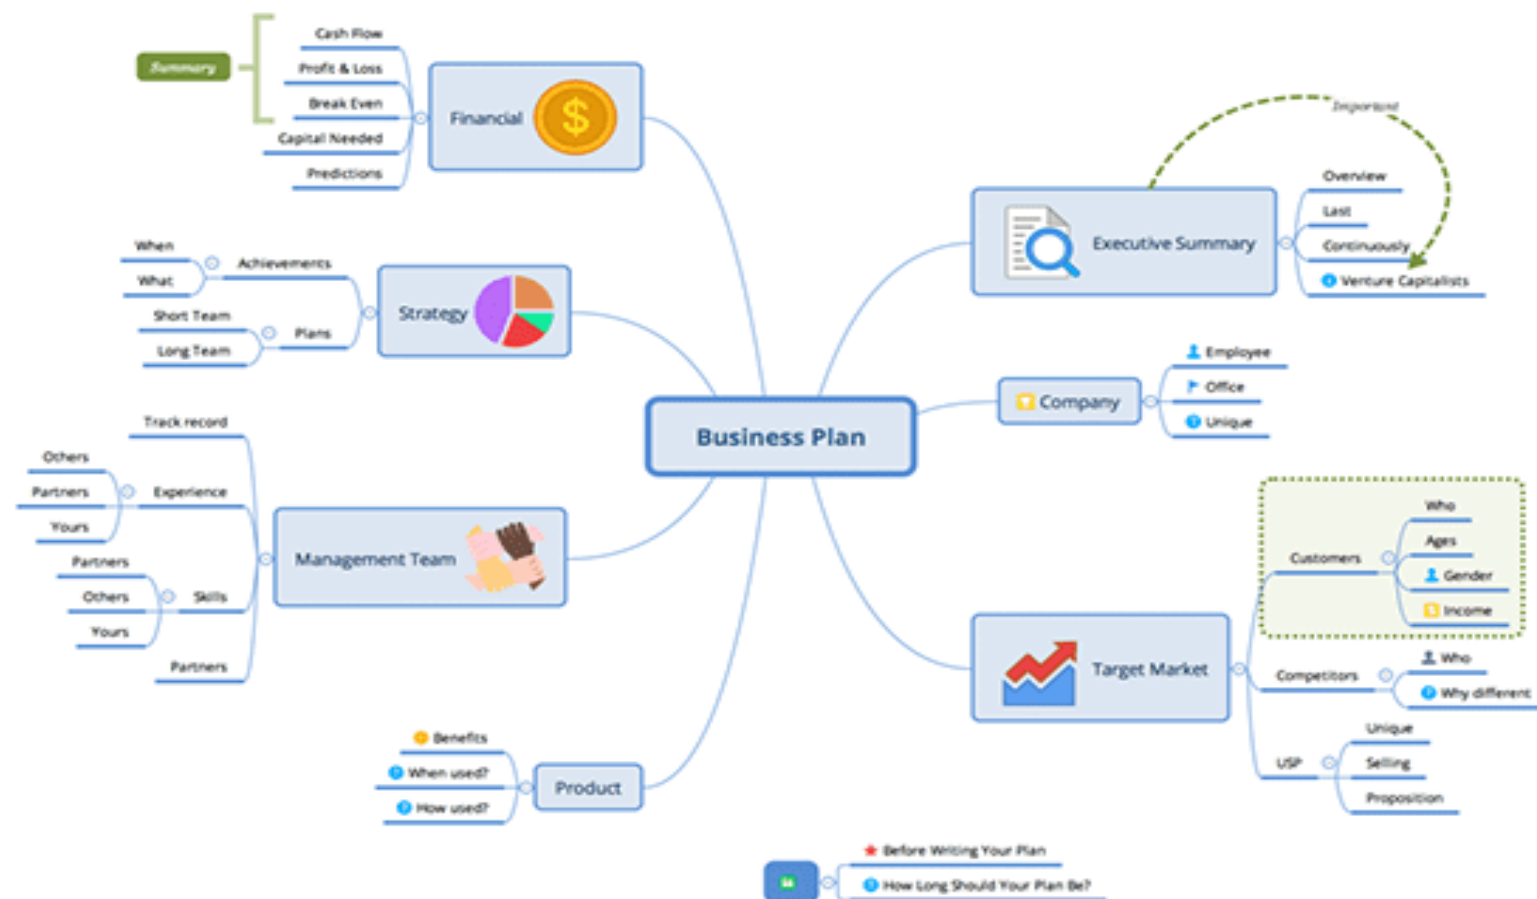 Business Plan
Summary
Cash Flow
Profit & Loss
Break Even
Capital Needed
Predictions
Financial
When
What
Achievements
Short Team
Long Team
Plans
Strategy
Track record
Others
Partners
Yours
Experience
Partners
Others
Yours
Skills
Partners
Management Team
Benefits
When used?
How used?
Product
Important
Executive Summary
Overview
Last
Continuously
Venture Capitalists
Company
Employee
Office
Unique
Target Market
Customers
Who
Ages
Gender
Income
Competitors
Who
Why different
USP
Unique
Selling
Proposition
Before Writing Your Plan
How Long Should Your Plan Be?